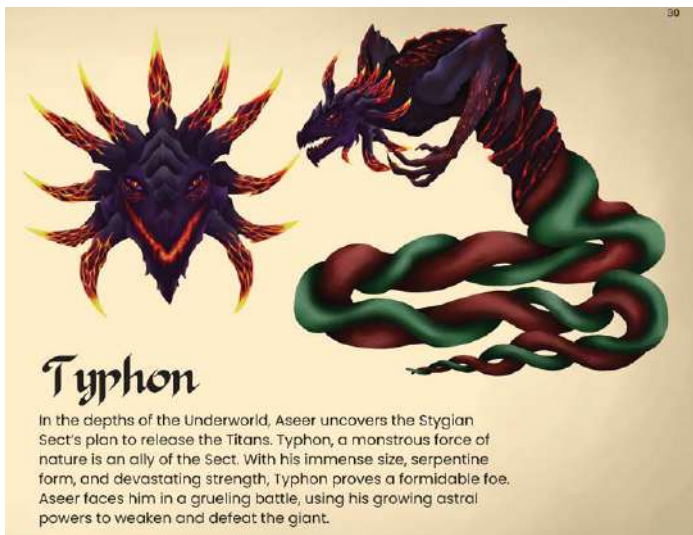 30
Typhon
In the depths of the Underworld, Aseer uncovers the Stygian
Sect's plan to release the Titans. Typhon, a monstrous force of
nature is an ally of the Sect. With his immense size, serpentine
form, and devastating strength, Typhon proves a formidable foe.
Aseer faces him in a grueling battle, using his growing astral
powers to weaken and defeat the giant.